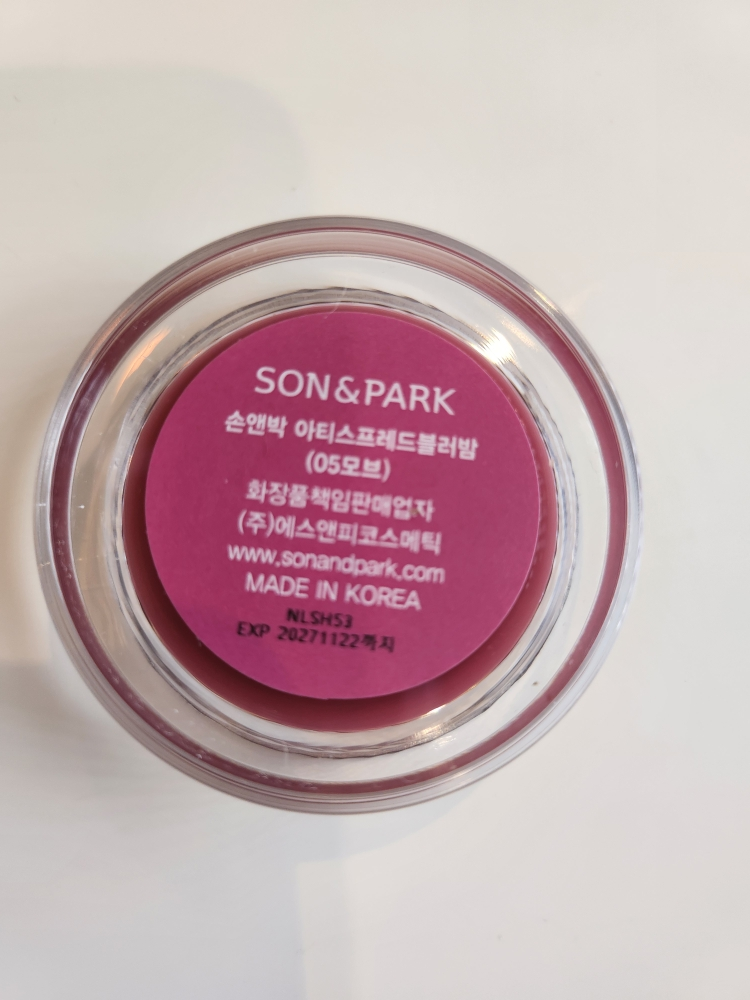 SON&PARK
손앤박 아티스프레드블러밤
(05모브)
화장품책임판매업자
(주)에스앤피코스메틱
www.sonandpark.com
MADE IN KOREA
NLSH53
EXP 20271122까지